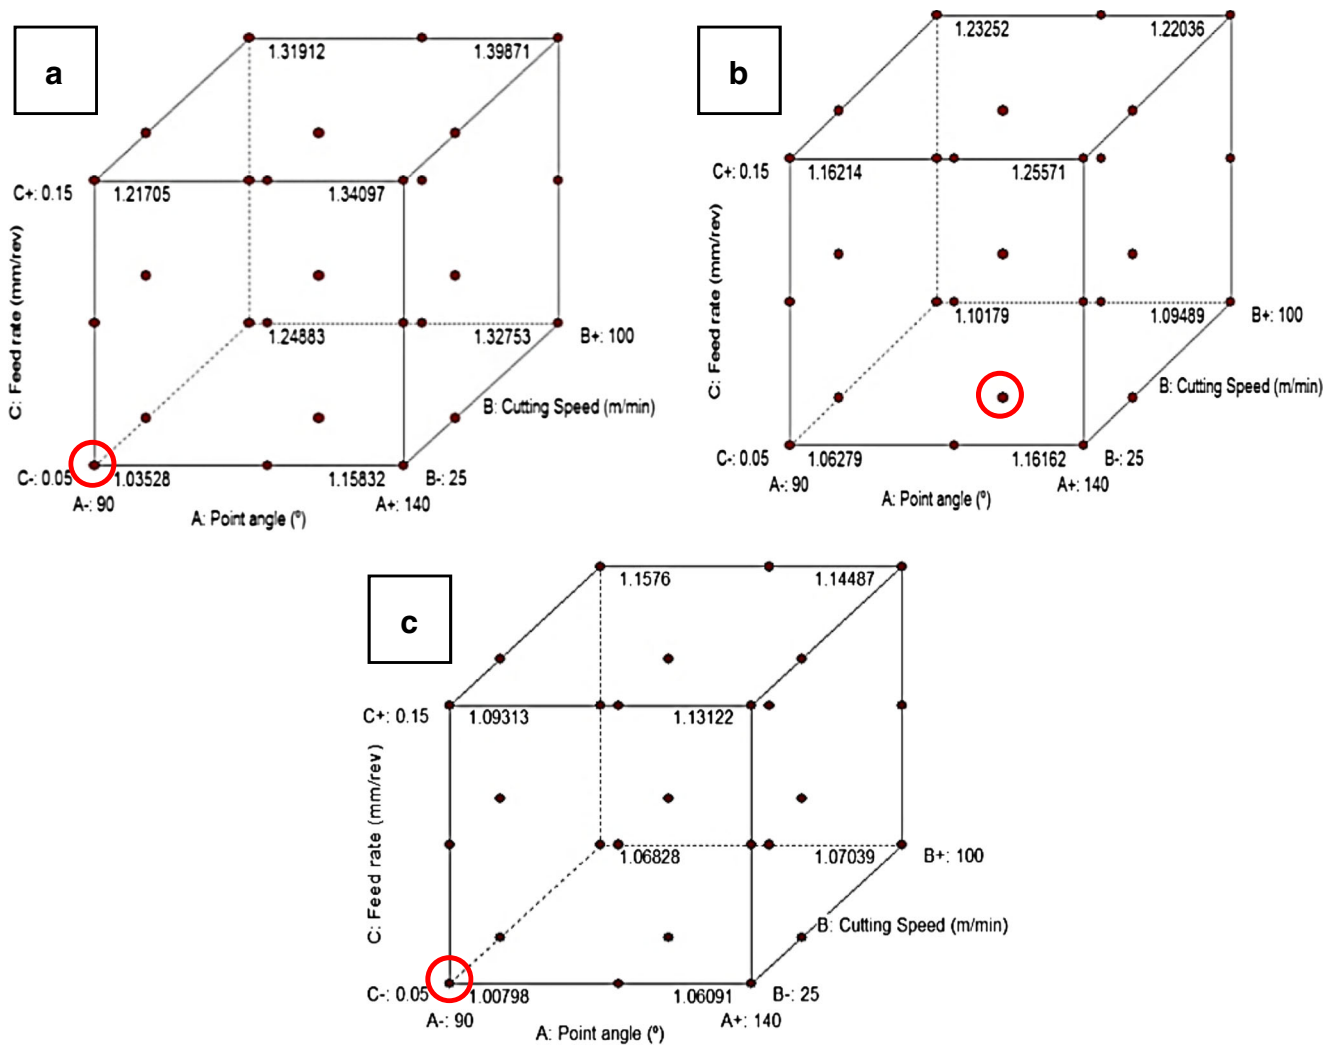 a
1.31912 1.39871
C+: 0.15
1.21705 1.34097
C: Feed rate (mm/rev)
1.24883 1.32753
B+: 100
B: Cutting Speed (m/min)
C-: 0.05
1.03528 1.15832
B-: 25
A-: 90 A+: 140
A: Point angle (º)
b
1.23252 1.22036
C+: 0.15
1.16214 1.25571
C: Feed rate (mm/rev)
1.10179 1.09489
B+: 100
B: Cutting Speed (m/min)
C-: 0.05
1.06279 1.16162
B-: 25
A-: 90 A+: 140
A: Point angle (º)
c
1.1576 1.14487
C+: 0.15
1.09313 1.13122
C: Feed rate (mm/rev)
1.06828 1.07039
B+: 100
B: Cutting Speed (m/min)
C-: 0.05
1.00798 1.06091
B-: 25
A-: 90 A+: 140
A: Point angle (º)